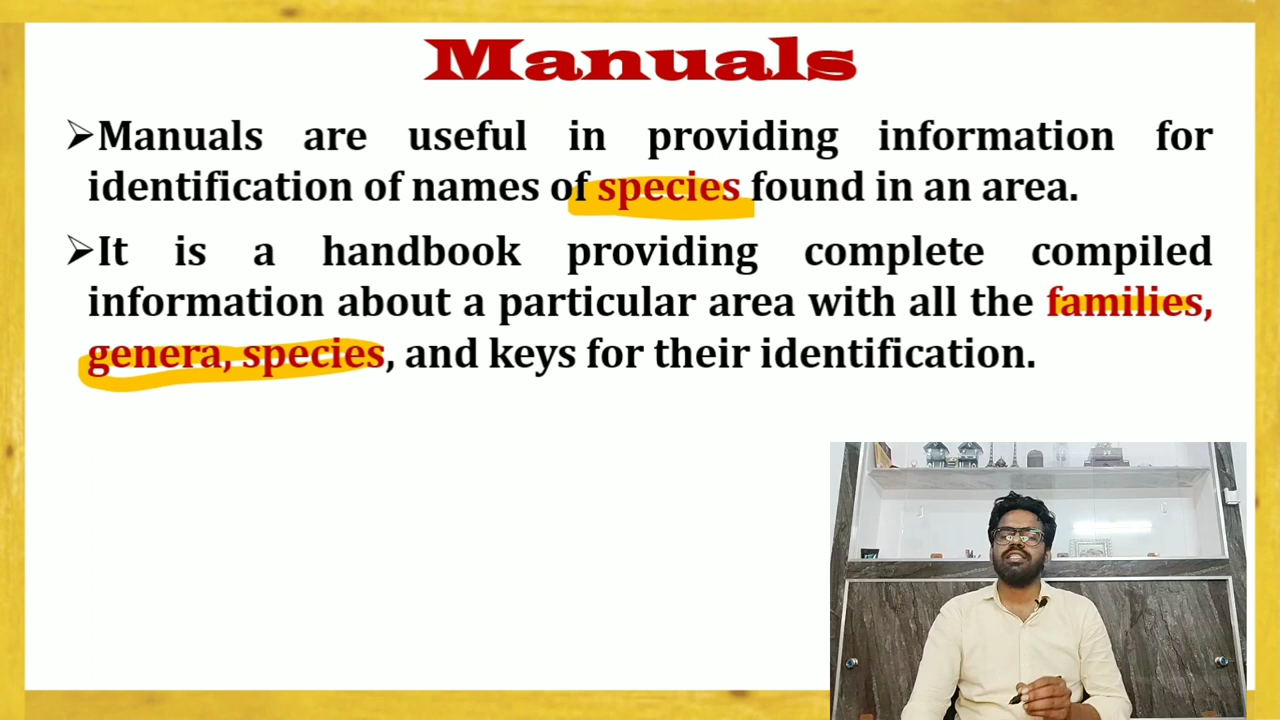 Manuals
➢Manuals are useful in providing information for
identification of names of species found in an area.
➢It is a handbook providing complete compiled
information about a particular area with all the families,
genera, species, and keys for their identification.